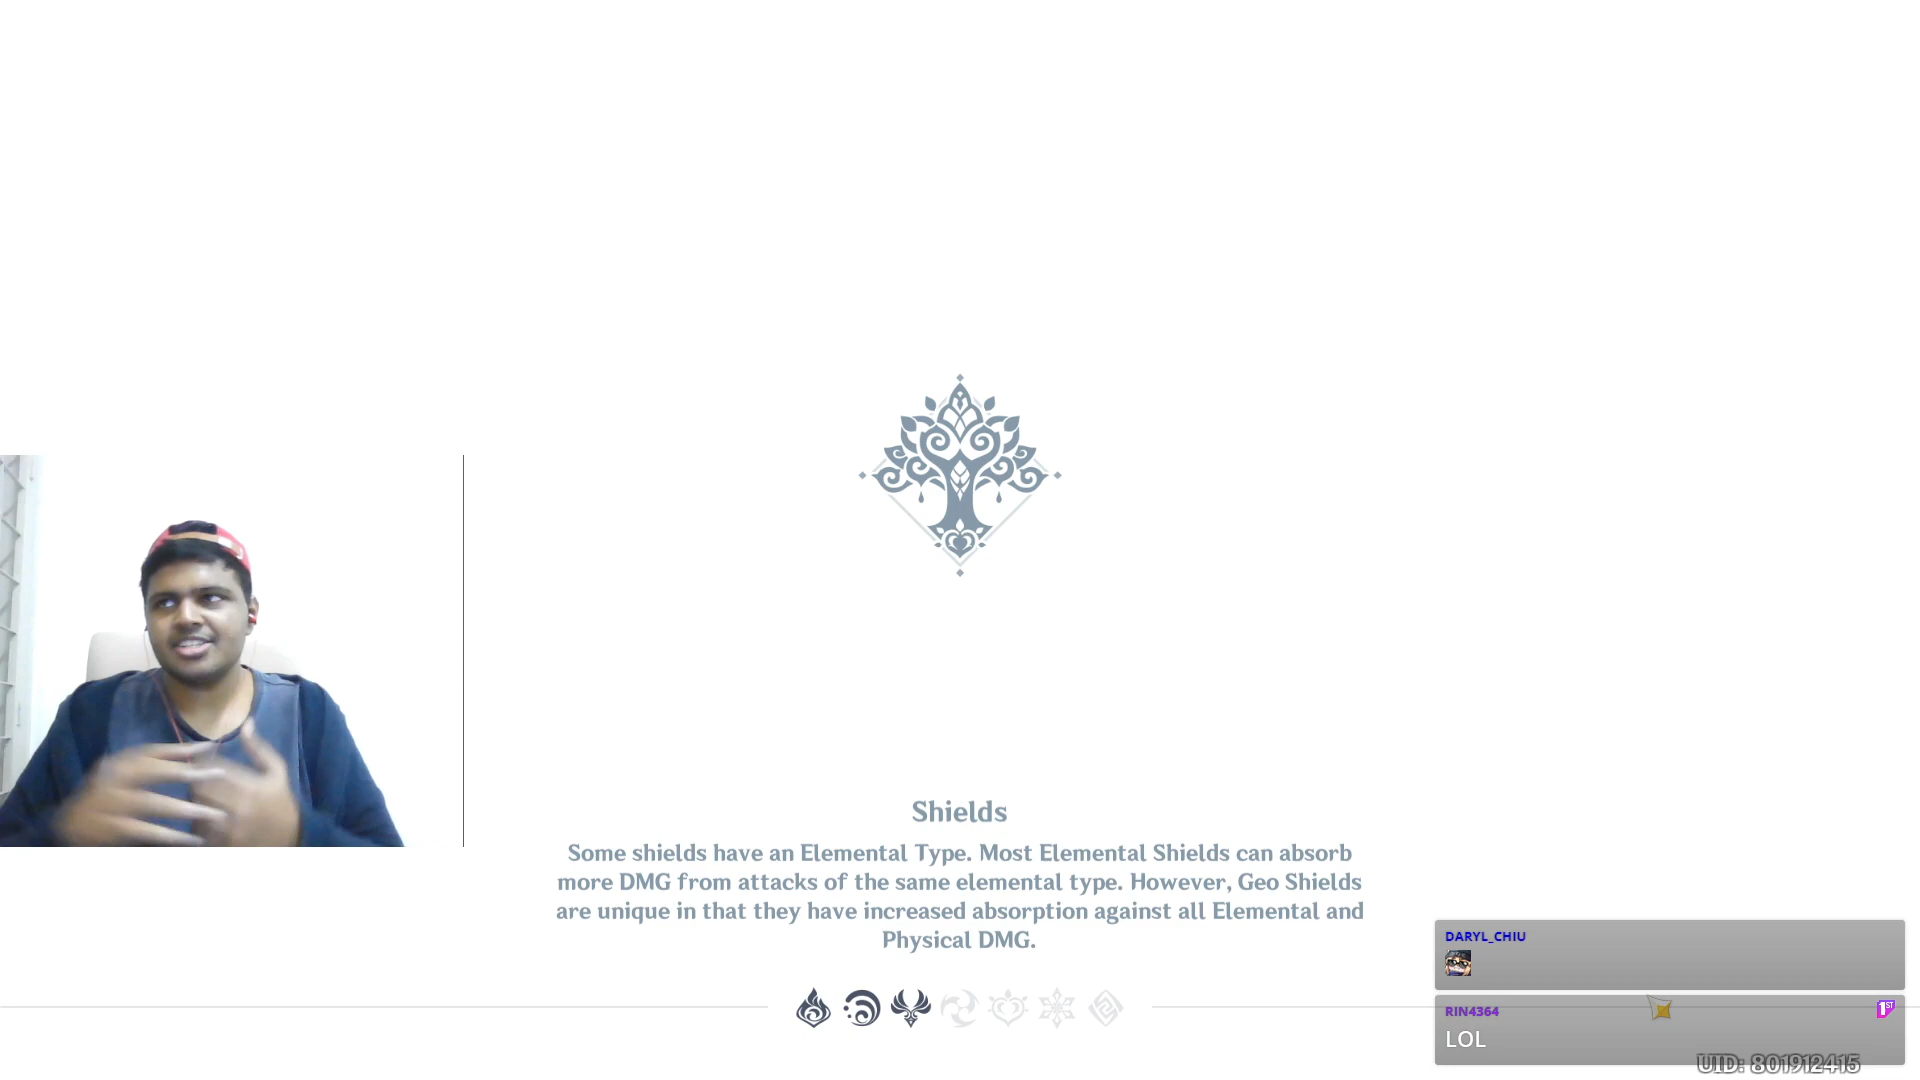 Shields
Some shields have an Elemental Type. Most Elemental Shields can absorb
more DMG from attacks of the same elemental type. However, Geo Shields
are unique in that they have increased absorption against all Elemental and
Physical DMG.
DARYL_CHIU
RIN4364
1ST
LOL
UID: 801912415